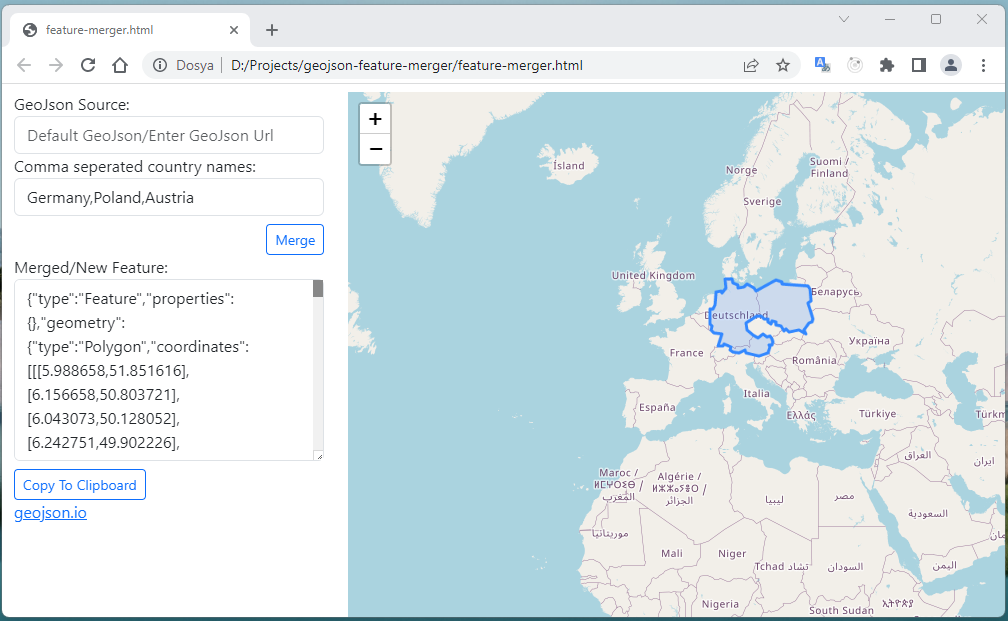 feature-merger.html
Dosya
D:/Projects/geojson-feature-merger/feature-merger.html
GeoJson Source:
Default GeoJson/Enter GeoJson Url
Comma seperated country names:
Germany,Poland,Austria
Merge
Merged/New Feature:
{"type":"Feature","properties":
{},"geometry":
{"type":"Polygon","coordinates":
[[[5.988658,51.851616],
[6.156658,50.803721],
[6.043073,50.128052],
[6.242751,49.902226],
Copy To Clipboard
geojson.io
+
−
Ísland
Norge
Suomi /
Finland
Sverige
United Kingdom
Беларусь
Deutschland
Україна
France
România
Italia
España
Ελλάς
Türkiye
Türkm
العراق
ایران
Maroc /
ⵍⵎⵖⵔⵉⴱ /
المغرب
Algérie /
ⵍⵣⵣⴰⵢⴻⵔ /
الجزائر
ليبيا
مصر
السعودية
موريتانيا
Mali
Niger
Tchad تشاد
السودان
اليمن
Nigeria
South Sudan
ኢትዮጵያ